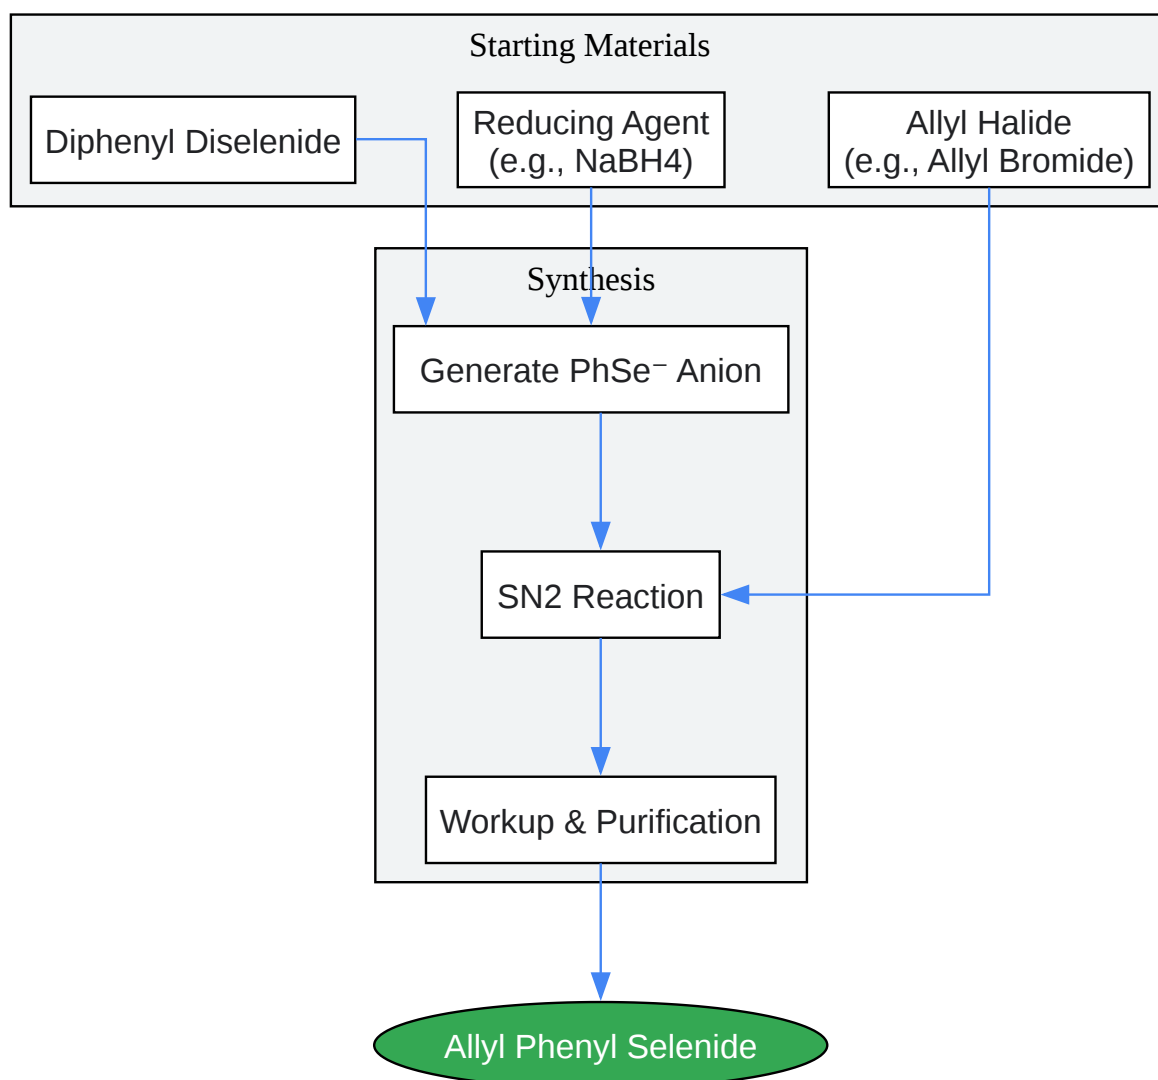 Starting Materials
Diphenyl Diselenide
Reducing Agent
(e.g., NaBH4)
Allyl Halide
(e.g., Allyl Bromide)
Synthesis
Generate PhSe⁻ Anion
SN2 Reaction
Workup & Purification
Allyl Phenyl Selenide